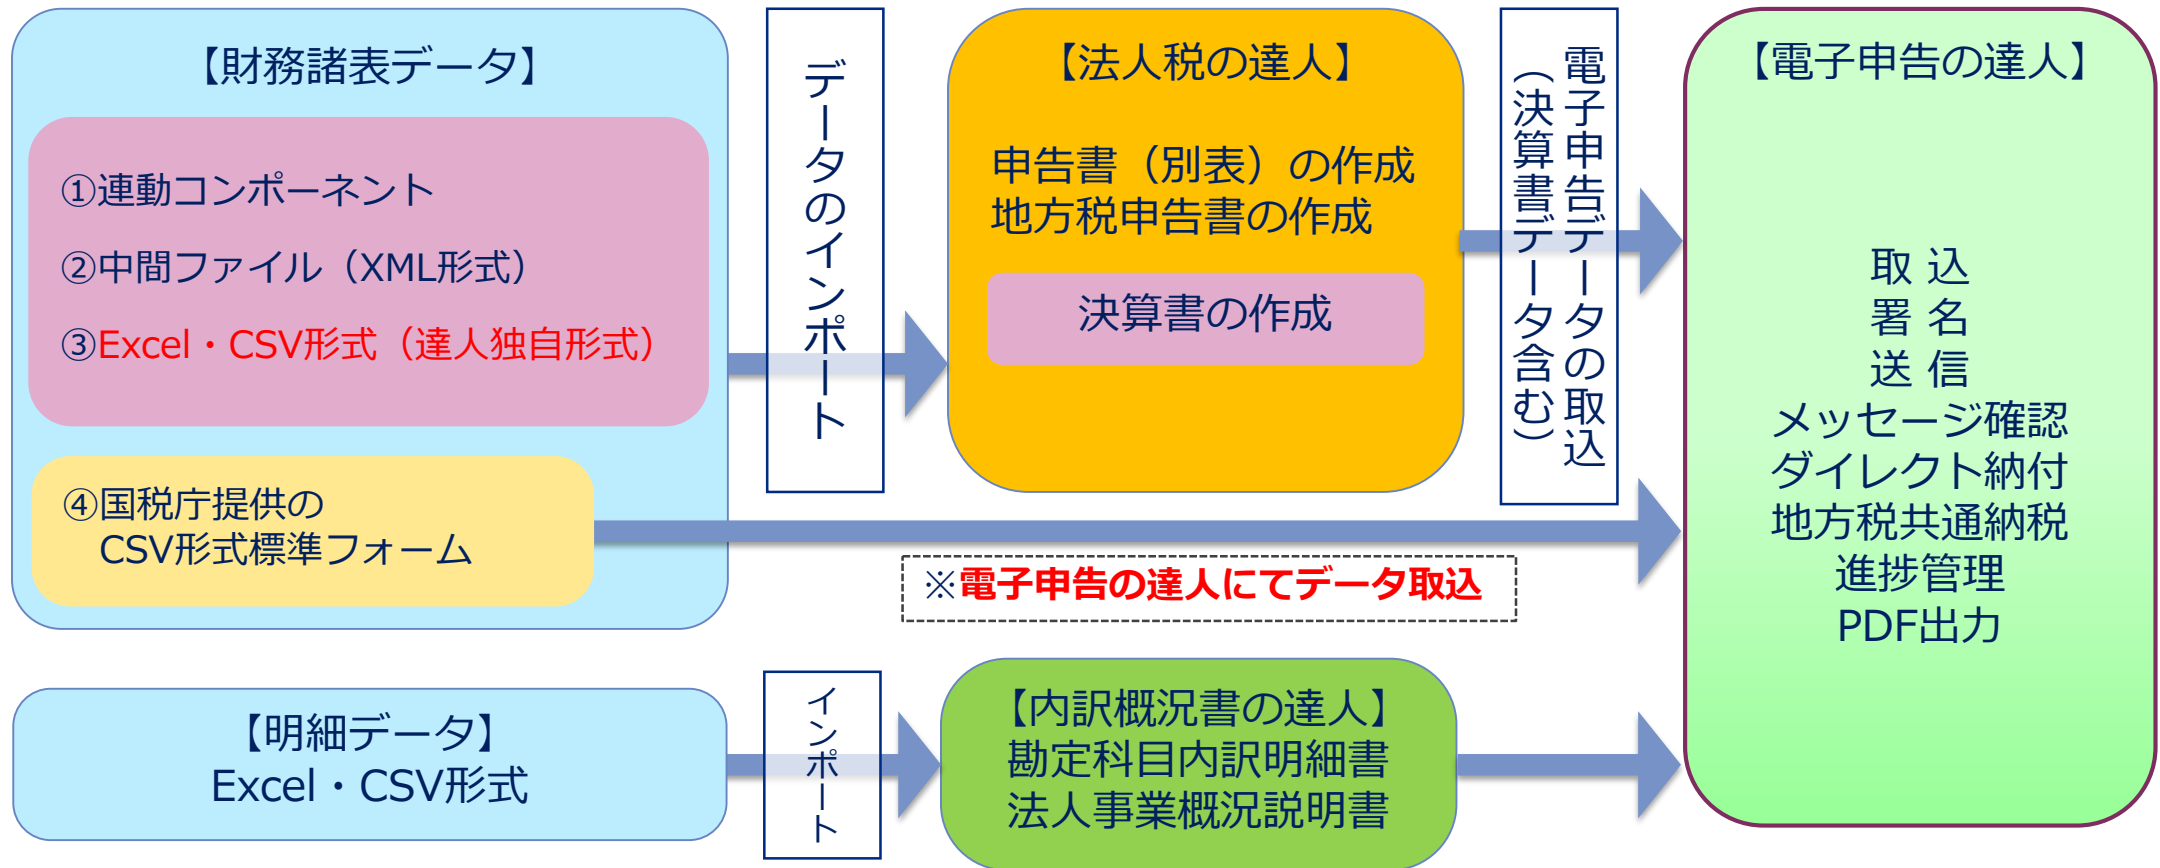 【財務諸表データ】
①連動コンポーネント
②中間ファイル（XML形式）
③Excel・CSV形式（達人独自形式）
④国税庁提供の
CSV形式標準フォーム
データのインポート
【法人税の達人】
申告書（別表）の作成
地方税申告書の作成
決算書の作成
電子申告データの取込
（決算書データ含む）
※電子申告の達人にてデータ取込
【電子申告の達人】
取 込
署 名
送 信
メッセージ確認
ダイレクト納付
地方税共通納税
進捗管理
PDF出力
【明細データ】
Excel・CSV形式
インポート
【内訳概況書の達人】
勘定科目内訳明細書
法人事業概況説明書